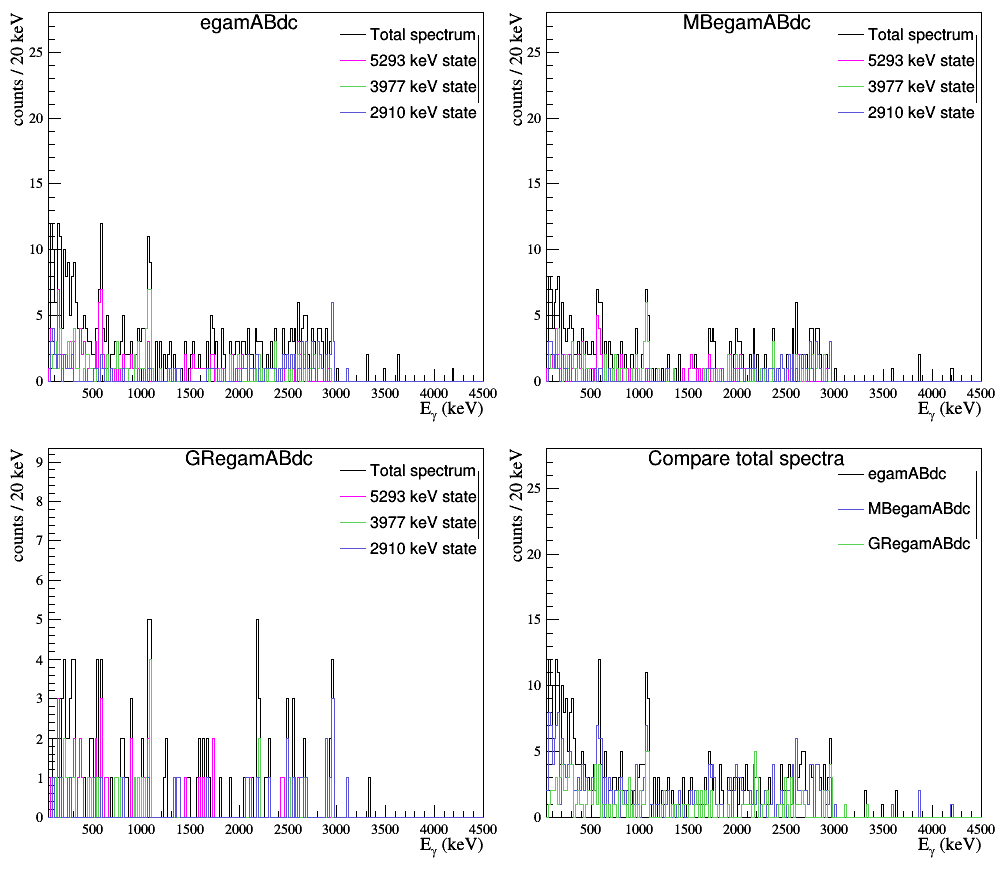 egamABdc
counts / 20 keV
Total spectrum
5293 keV state
3977 keV state
2910 keV state
25
20
15
10
5
0
500 1000 1500 2000 2500 3000 3500 4000 4500
Eγ (keV)
MBegamABdc
counts / 20 keV
Total spectrum
5293 keV state
3977 keV state
2910 keV state
25
20
15
10
5
0
500 1000 1500 2000 2500 3000 3500 4000 4500
Eγ (keV)
GRegamABdc
counts / 20 keV
Total spectrum
5293 keV state
3977 keV state
2910 keV state
9
8
7
6
5
4
3
2
1
0
500 1000 1500 2000 2500 3000 3500 4000 4500
Eγ (keV)
Compare total spectra
counts / 20 keV
egamABdc
MBegamABdc
GRegamABdc
25
20
15
10
5
0
500 1000 1500 2000 2500 3000 3500 4000 4500
Eγ (keV)